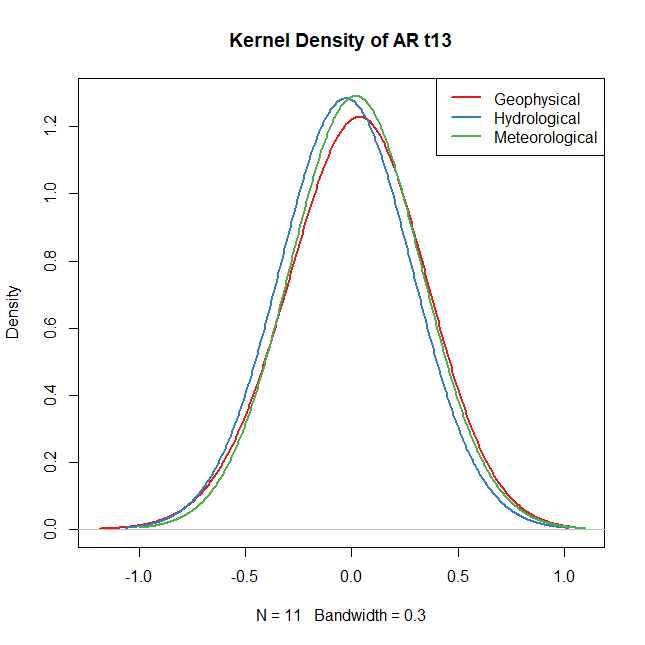 Kernel Density of AR t13
Geophysical
Hydrological
Meteorological
Density
1.2
1.0
0.8
0.6
0.4
0.2
0.0
-1.0 -0.5 0.0 0.5 1.0
N = 11 Bandwidth = 0.3